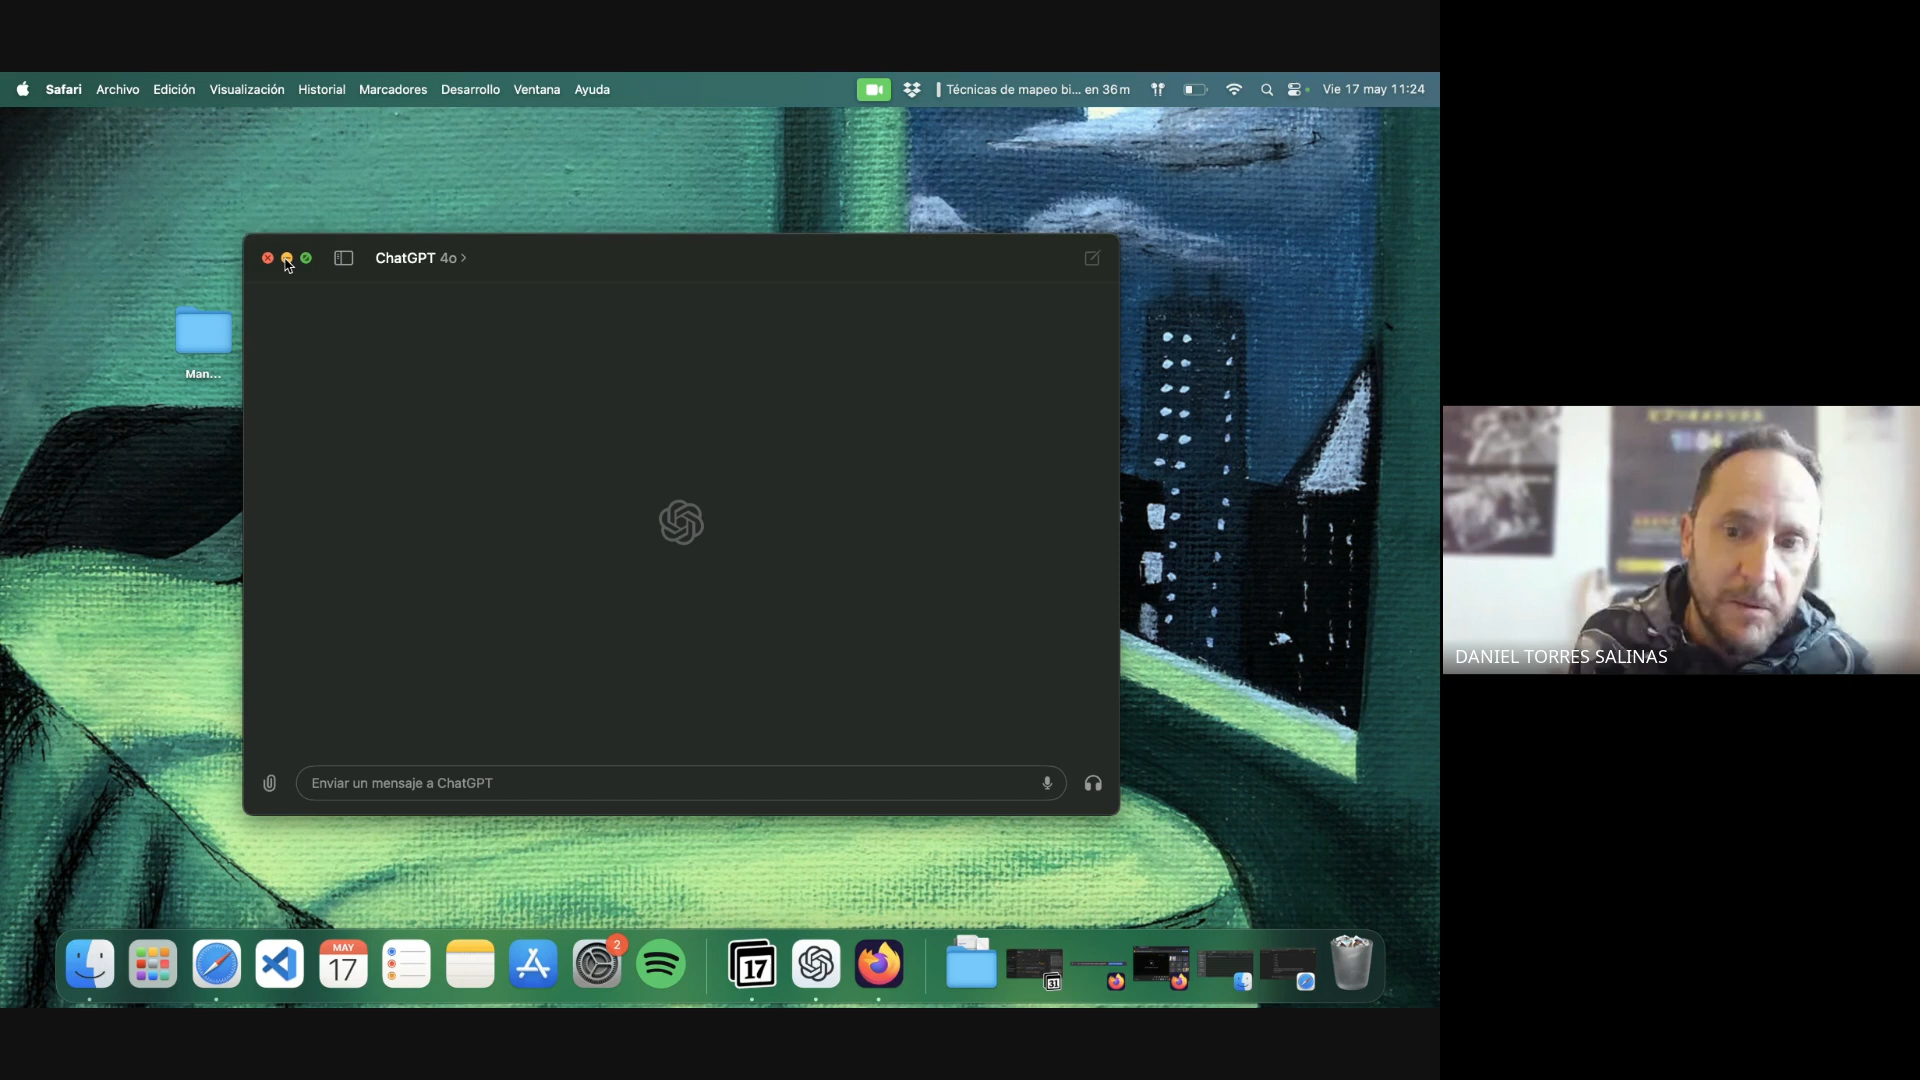 Safari Archivo Edición Visualización Historial Marcadores Desarrollo Ventana Ayuda Técnicas de mapeo bi... en 36 m Vie 17 may 11:24
ChatGPT 4o >
Man...
Enviar un mensaje a ChatGPT
DANIEL TORRES SALINAS
MAY
17
2
17
31